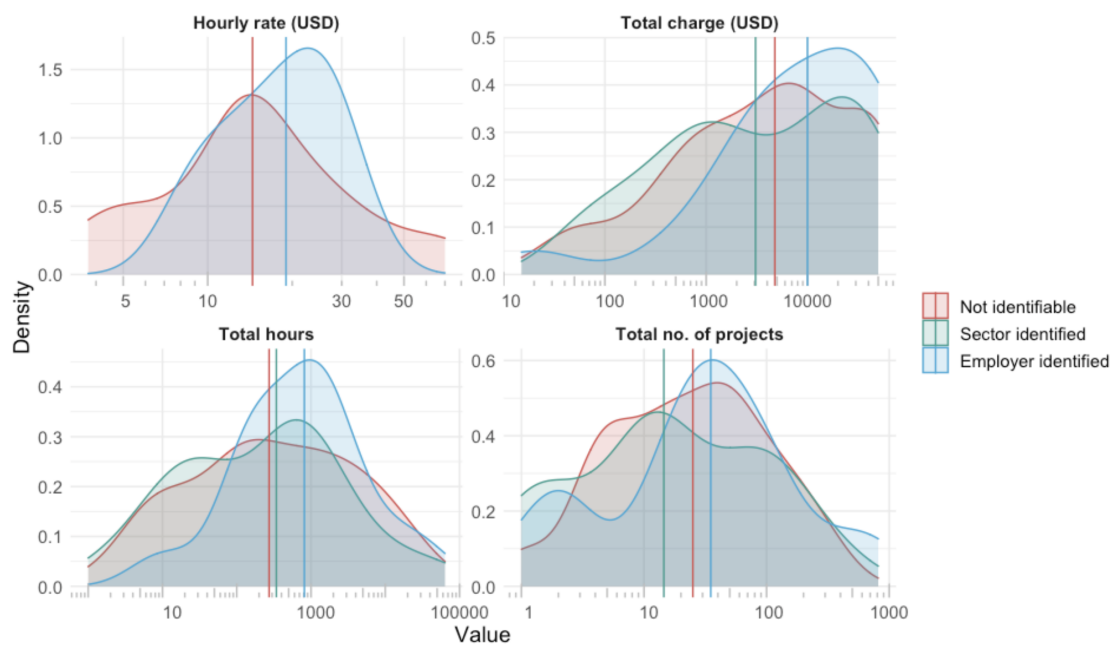 Hourly rate (USD)
Total charge (USD)
1.5
1.0
0.5
0.0
5 10 30 50
0.5
0.4
0.3
0.2
0.1
0.0
10 100 1000 10000
Density
Total hours
Total no. of projects
0.4
0.3
0.2
0.1
0.0
10 1000 100000
0.6
0.4
0.2
0.0
1 10 100 1000
Value
Not identifiable
Sector identified
Employer identified